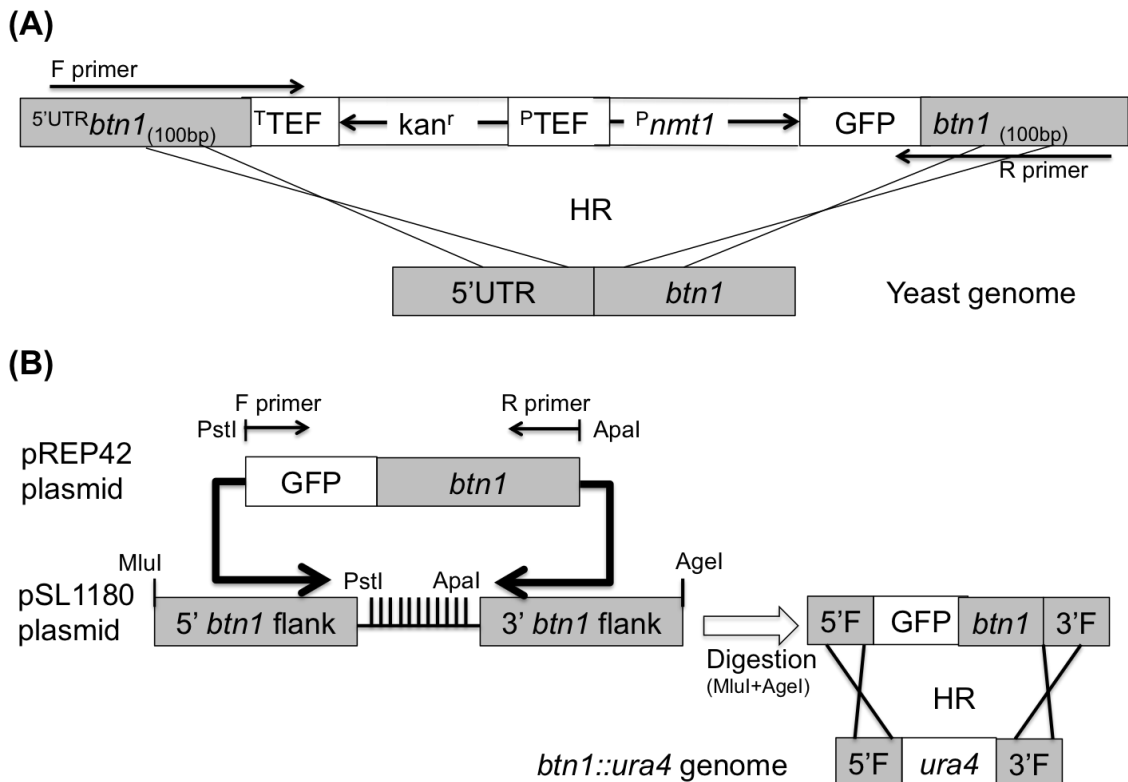 (A)
F primer
5'UTRbtn1(100bp) TTEF kanr PTEF Pnmt1 GFP btn1 (100bp)
R primer
HR
5'UTR btn1 Yeast genome
(B)
F primer R primer
PstI ApaI
pREP42 plasmid
GFP btn1
MluI PstI ApaI AgeI
pSL1180 plasmid
5' btn1 flank 3' btn1 flank
5'F GFP btn1 3'F
Digestion
(MluI+AgeI)
HR
btn1::ura4 genome 5'F ura4 3'F